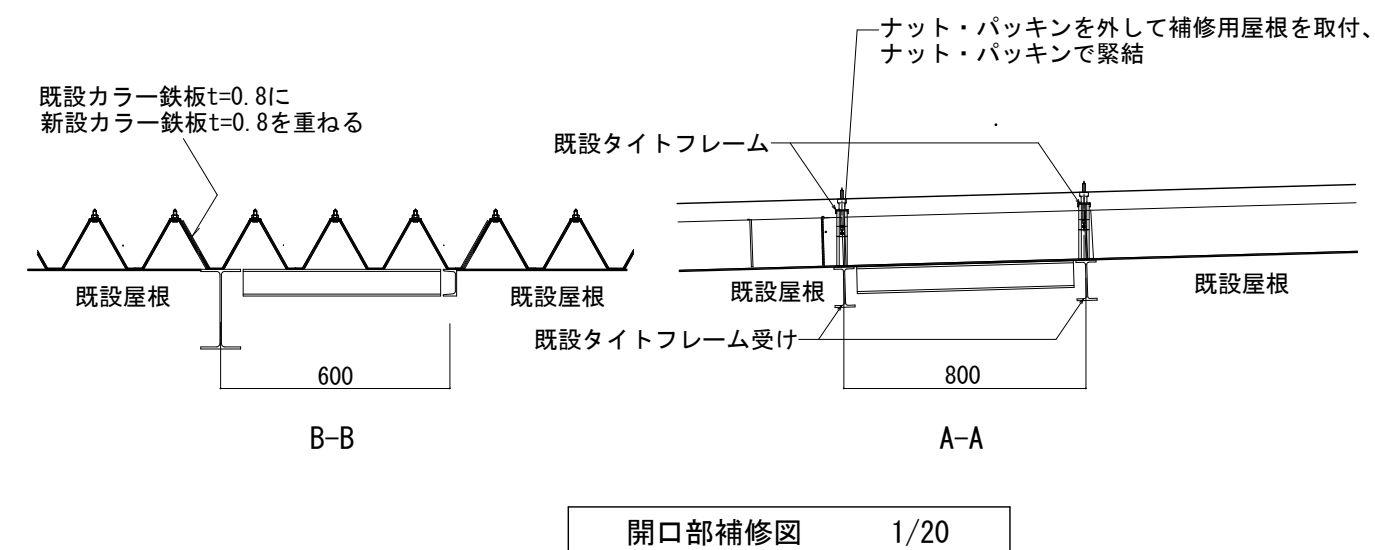 ナット・パッキンを外して補修用屋根を取付、
ナット・パッキンで緊結
既設カラー鉄板t=0.8に
新設カラー鉄板t=0.8を重ねる
既設タイトフレーム
既設屋根
既設屋根
既設屋根
既設屋根
既設タイトフレーム受け
600
800
B-B
A-A
開口部補修図 1/20